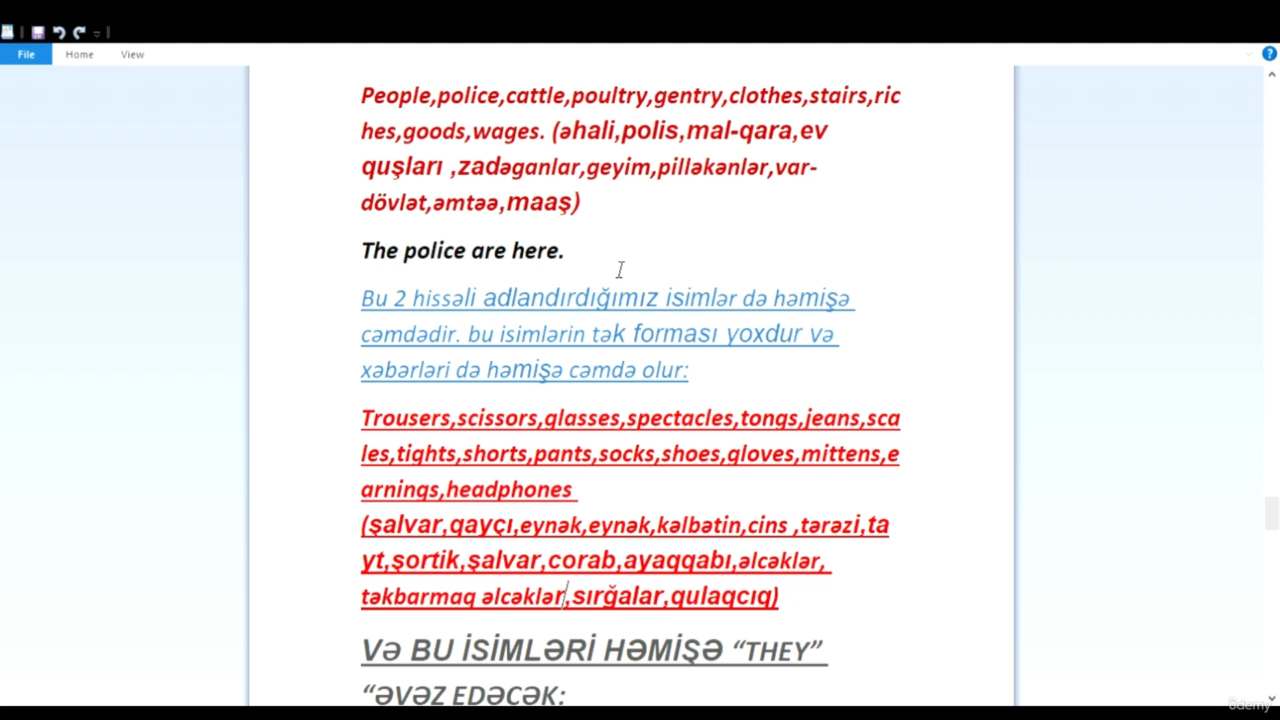 File Home View
People,police,cattle,poultry,gentry,clothes,stairs,ric
hes,goods,wages. (əhali,polis,mal-qara,ev
quşları ,zadəganlar,geyim,pilləkənlər,var-
dövlət,əmtəə,maaş)
The police are here.
Bu 2 hissəli adlandırdığımız isimlər də həmişə
cəmdədir. bu isimlərin tək forması yoxdur və
xəbərləri də həmişə cəmdə olur:
Trousers,scissors,glasses,spectacles,tongs,jeans,sca
les,tights,shorts,pants,socks,shoes,gloves,mittens,e
arnings,headphones
(şalvar,qayçı,eynək,eynək,kəlbətin,cins ,tərəzi,ta
yt,şortik,şalvar,corab,ayaqqabı,əlcəklər,
təkbarmaq əlcəklər,sırğalar,qulaqcıq)
Və BU İSİMLƏRİ HƏMİŞƏ “THEY”
“ƏVƏZ EDƏCƏK:
ûdemy